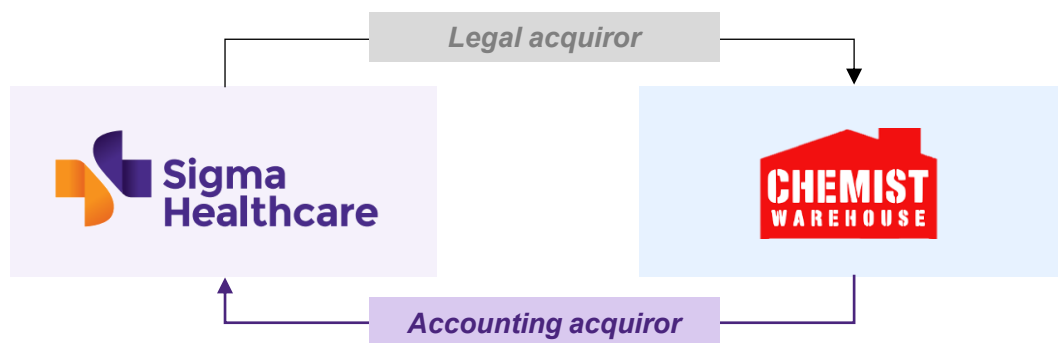 Legal acquiror
Sigma
Healthcare
CHEMIST
WAREHOUSE
Accounting acquiror